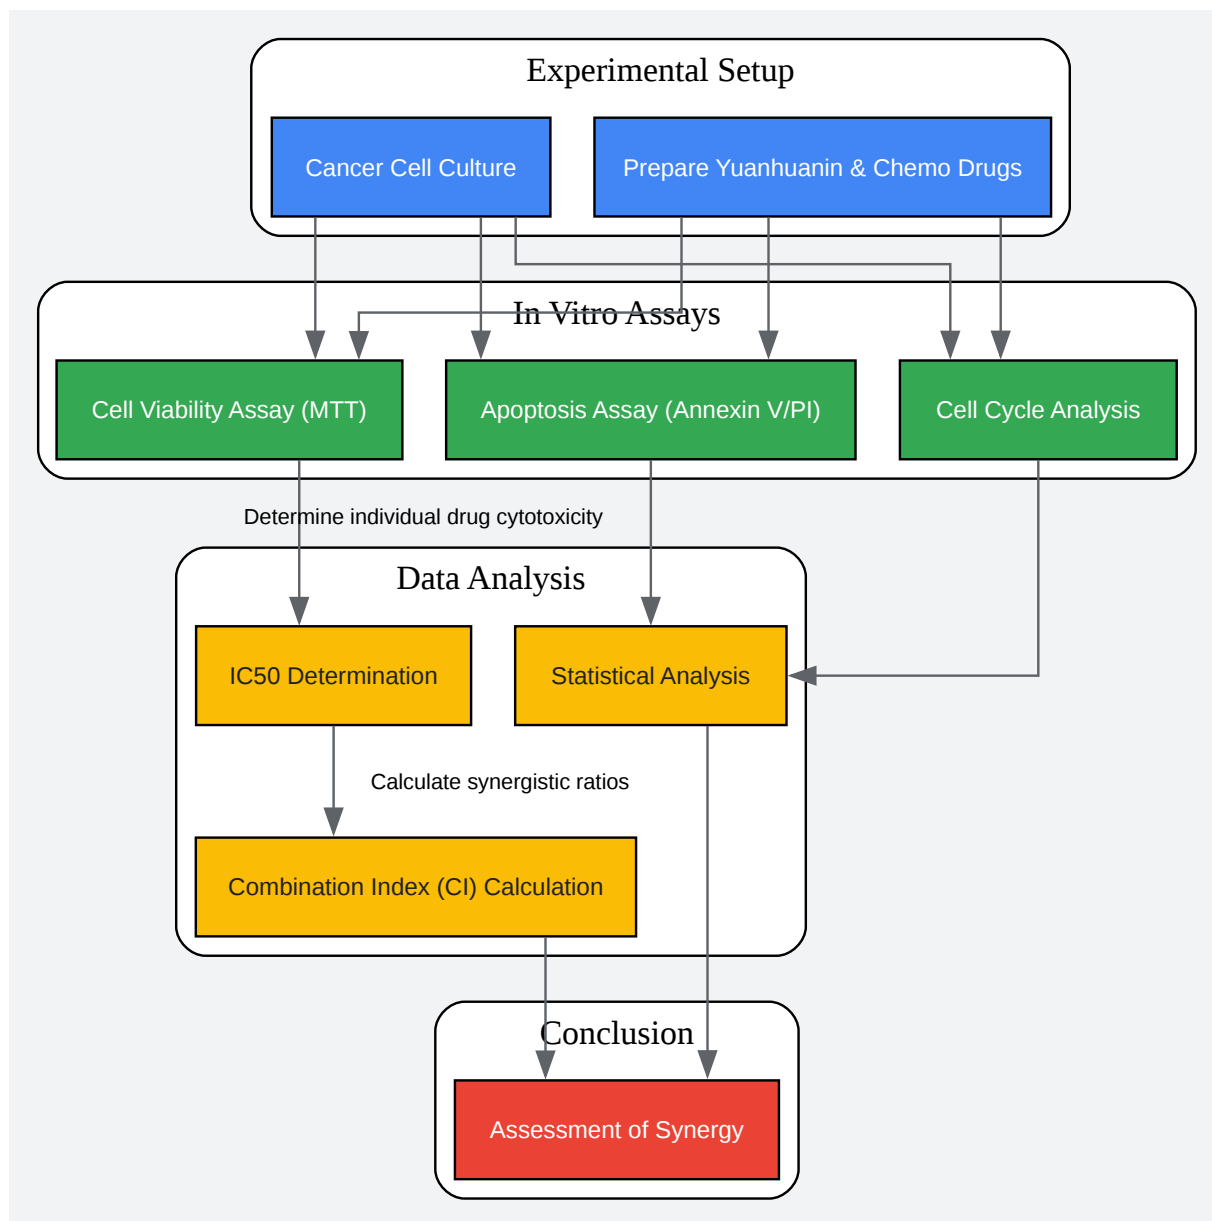 Experimental Setup
Cancer Cell Culture
Prepare Yuanhuanin & Chemo Drugs
In Vitro Assays
Cell Viability Assay (MTT)
Apoptosis Assay (Annexin V/PI)
Cell Cycle Analysis
Determine individual drug cytotoxicity
Data Analysis
IC50 Determination
Statistical Analysis
Calculate synergistic ratios
Combination Index (CI) Calculation
Conclusion
Assessment of Synergy